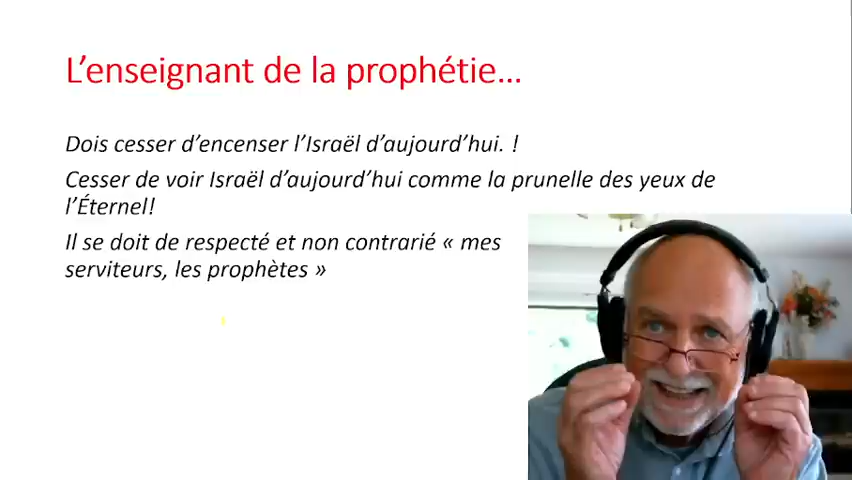 L’enseignant de la prophétie…
Dois cesser d’encenser l’Israël d’aujourd’hui. !
Cesser de voir Israël d’aujourd’hui comme la prunelle des yeux de
l’Éternel!
Il se doit de respecté et non contrarié « mes
serviteurs, les prophètes »